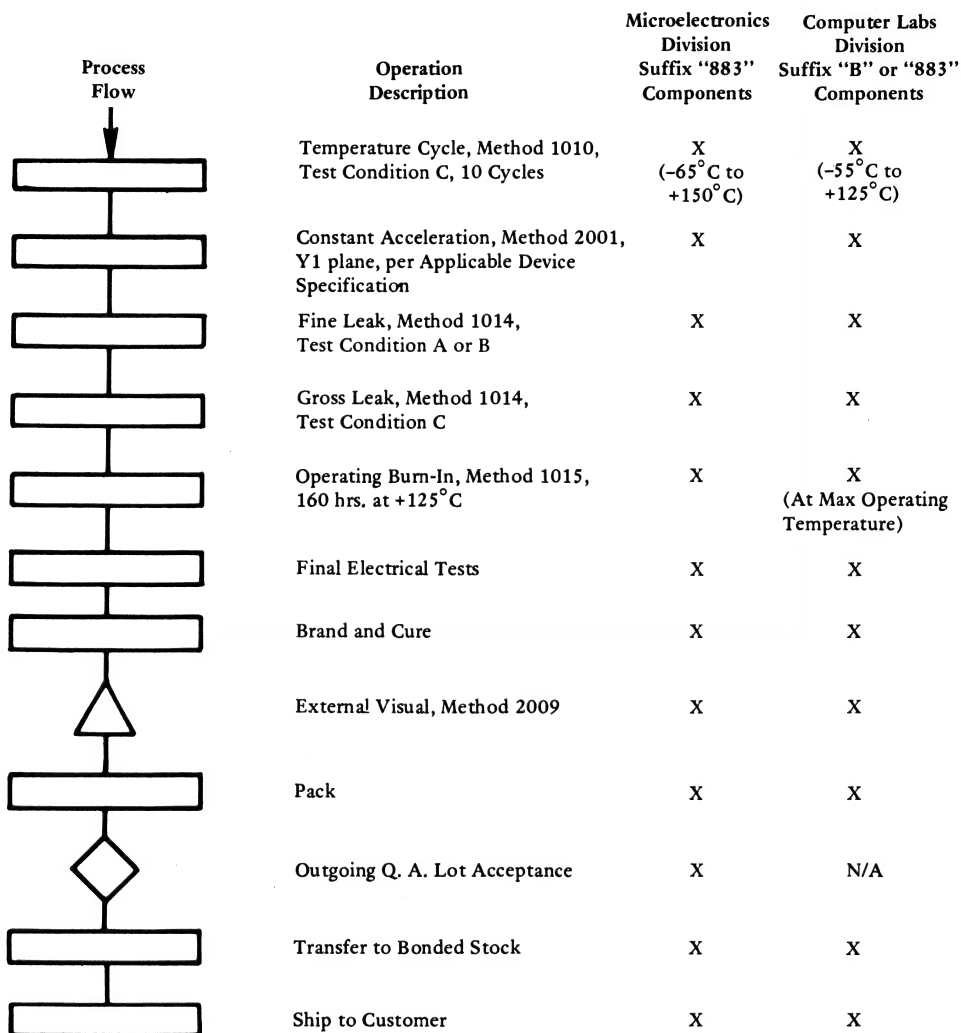 Process
Flow
Operation
Description
Microelectronics
Division
Suffix “883”
Components
Computer Labs
Division
Suffix “B” or “883”
Components
Temperature Cycle, Method 1010,
Test Condition C, 10 Cycles
X
(–65°C to
+150°C)
X
(–55°C to
+125°C)
Constant Acceleration, Method 2001,
Y1 plane, per Applicable Device
Specification
X
X
Fine Leak, Method 1014,
Test Condition A or B
X
X
Gross Leak, Method 1014,
Test Condition C
X
X
Operating Burn-In, Method 1015,
160 hrs. at +125°C
X
X
(At Max Operating
Temperature)
Final Electrical Tests
X
X
Brand and Cure
X
X
External Visual, Method 2009
X
X
Pack
X
X
Outgoing Q. A. Lot Acceptance
X
N/A
Transfer to Bonded Stock
X
X
Ship to Customer
X
X